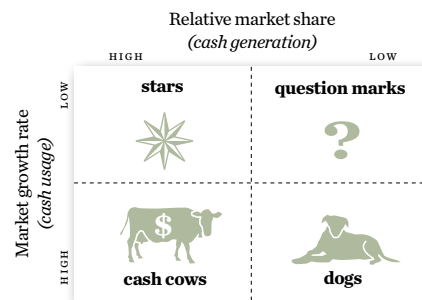 Relative market share
(cash generation)
HIGH
LOW
Market growth rate
(cash usage)
LOW
HIGH
stars
question marks
?
$
cash cows
dogs